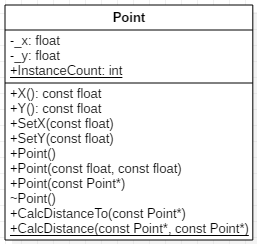 Point
-_x: float
-_y: float
+InstanceCount: int
+X(): const float
+Y(): const float
+SetX(const float)
+SetY(const float)
+Point()
+Point(const float, const float)
+Point(const Point*)
~Point()
+CalcDistanceTo(const Point*)
+CalcDistance(const Point*, const Point*)